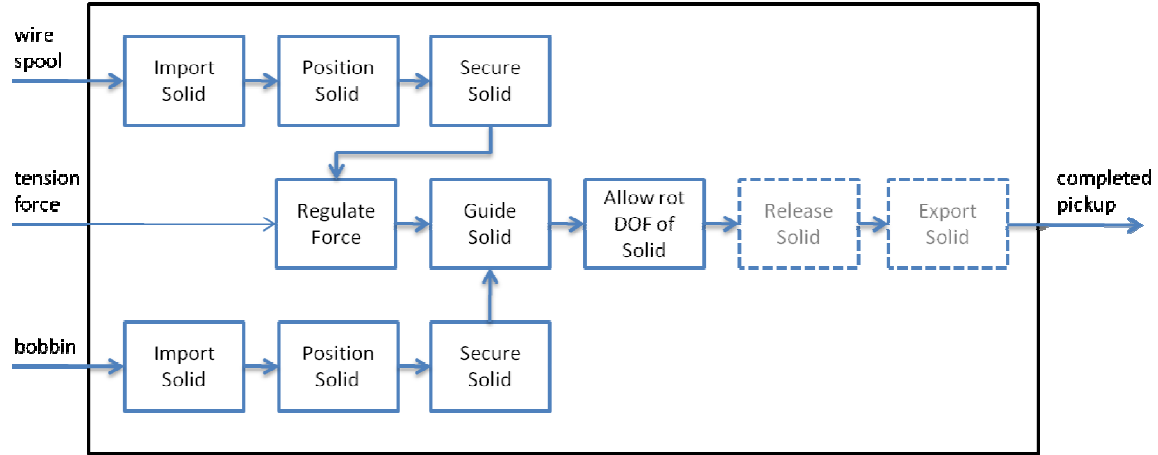 wire
spool
Import
Solid
Position
Solid
Secure
Solid
tension
force
Regulate
Force
Guide
Solid
Allow rot
DOF of
Solid
Release
Solid
Export
Solid
completed
pickup
bobbin
Import
Solid
Position
Solid
Secure
Solid